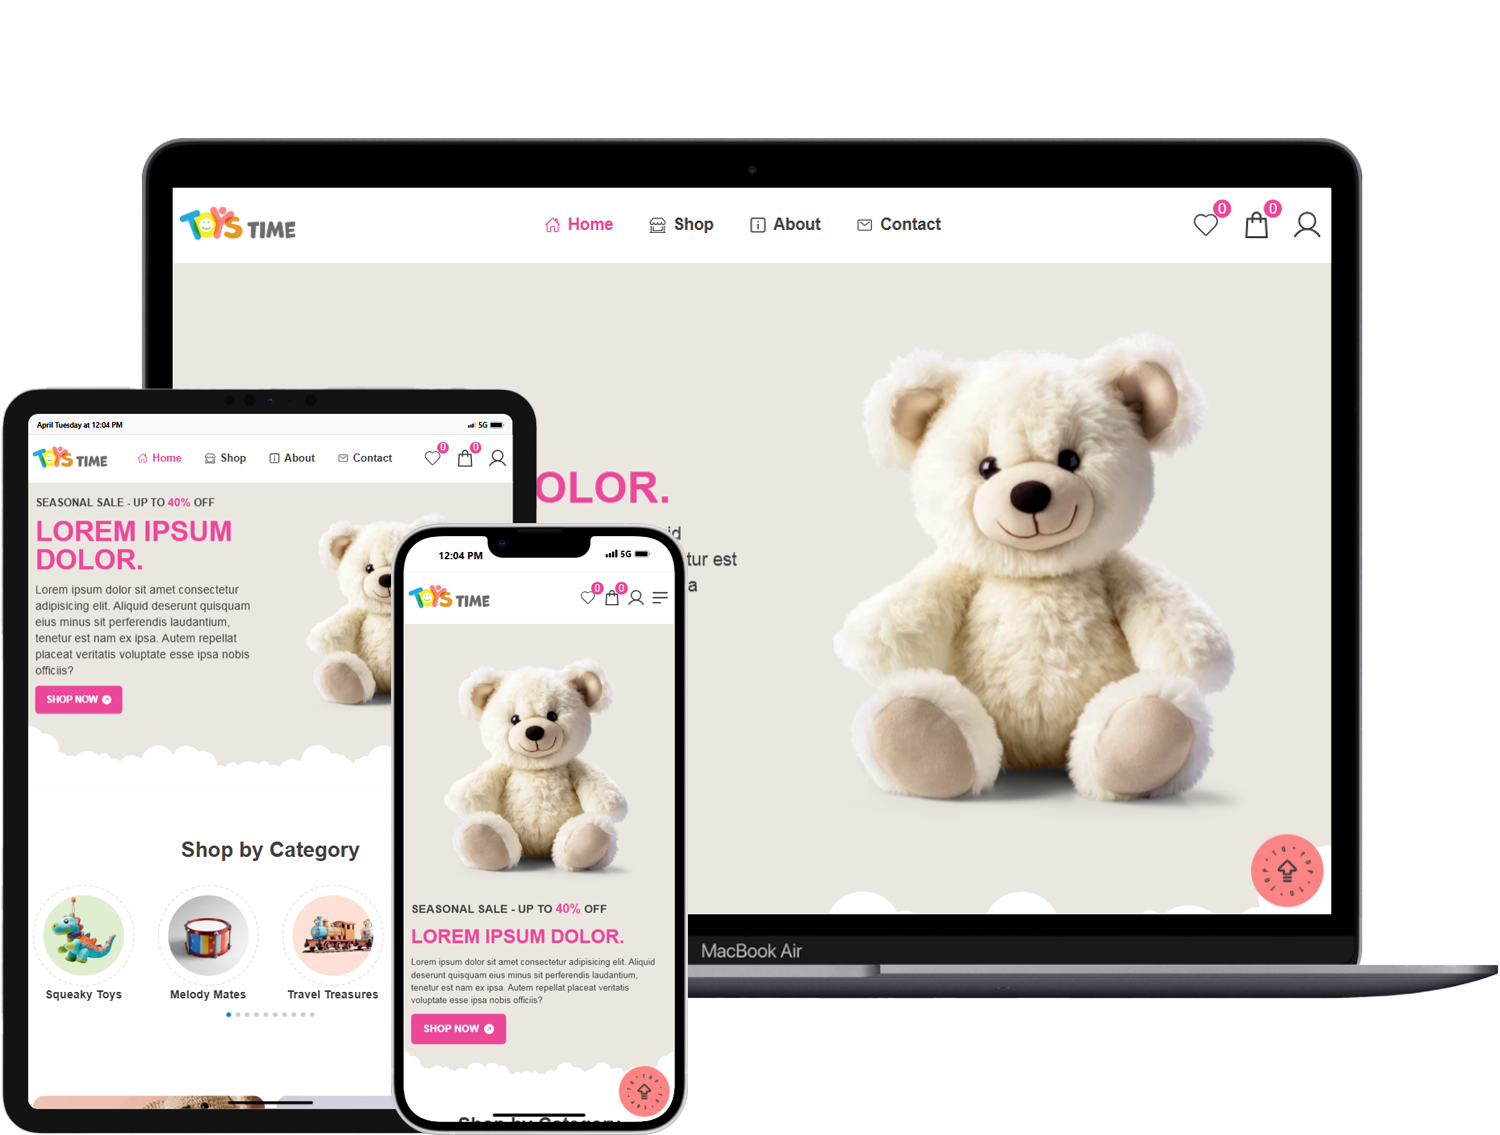 TOYS TIME
Home
Shop
About
Contact
0
0
OLOR.
id
tur est
a
MacBook Air
April Tuesday at 12:04 PM
5G
TOYS TIME
Home
Shop
About
Contact
0
0
SEASONAL SALE - UP TO 40% OFF
LOREM IPSUM
DOLOR.
Lorem ipsum dolor sit amet consectetur
adipisicing elit. Aliquid deserunt quisquam
eius minus sit perferendis laudantium,
tenetur est nam ex ipsa. Autem repellat
placeat veritatis voluptate esse ipsa nobis
officiis?
SHOP NOW
Shop by Category
Squeaky Toys
Melody Mates
Travel Treasures
12:04 PM
5G
TOYS TIME
0
0
SEASONAL SALE - UP TO 40% OFF
LOREM IPSUM DOLOR.
Lorem ipsum dolor sit amet consectetur adipisicing elit. Aliquid
deserunt quisquam eius minus sit perferendis laudantium,
tenetur est nam ex ipsa. Autem repellat placeat veritatis
voluptate esse ipsa nobis officiis?
SHOP NOW
Shop by Category